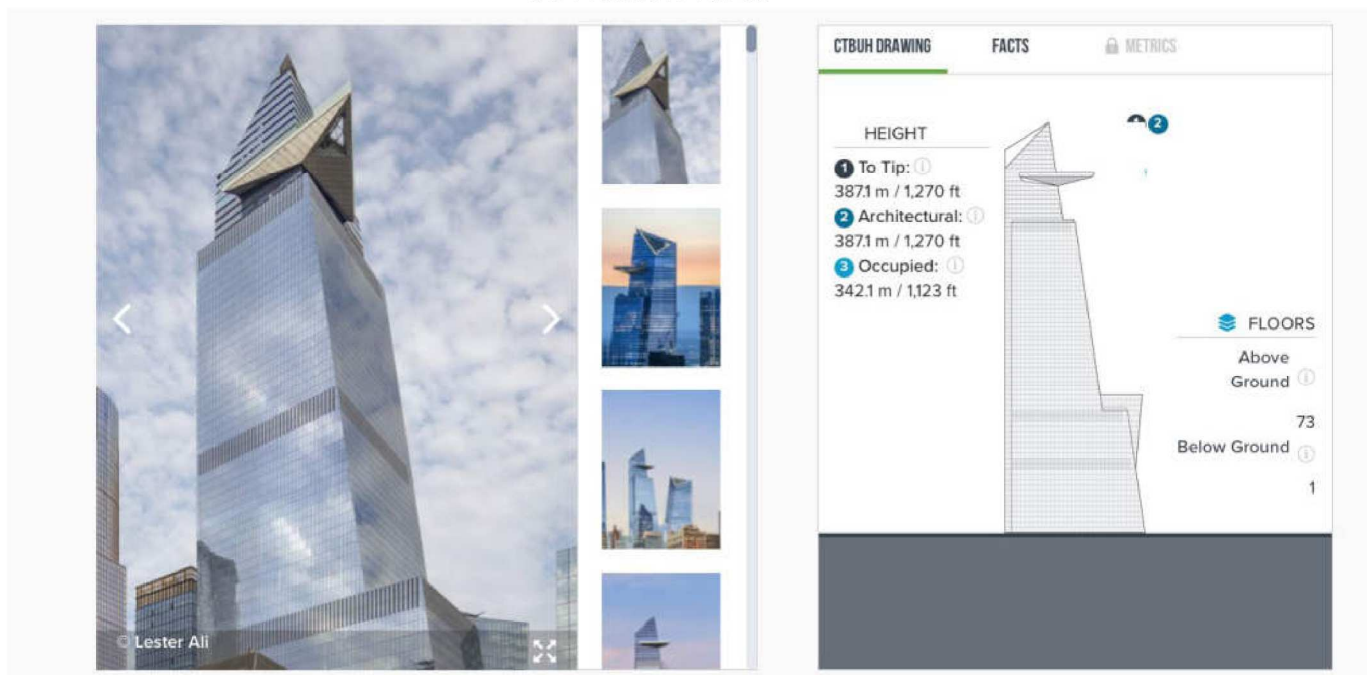 © Lester Ali
CTBUH DRAWING FACTS METRICS
HEIGHT
1 To Tip:
387.1 m / 1,270 ft
2 Architectural:
387.1 m / 1,270 ft
3 Occupied:
342.1 m / 1,123 ft
2
FLOORS
Above
Ground
73
Below Ground
1